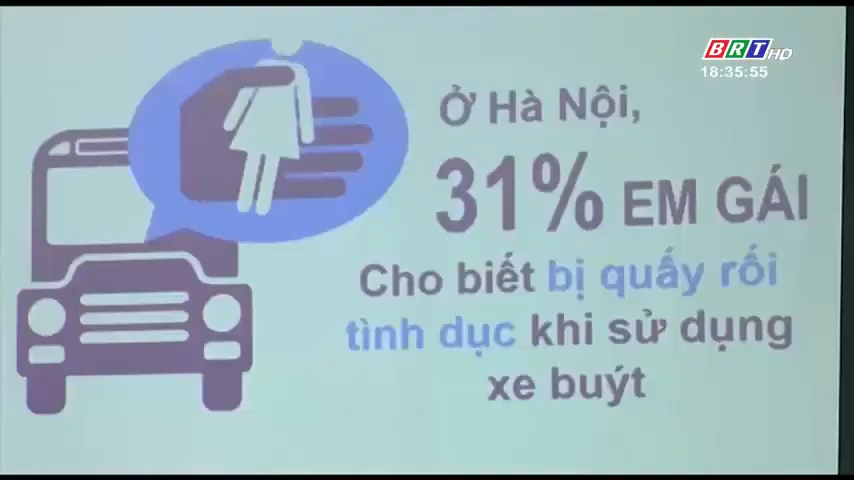 BRT HD
18:35:55
Ở Hà Nội,
31% EM GÁI
Cho biết bị quấy rối
tình dục khi sử dụng
xe buýt